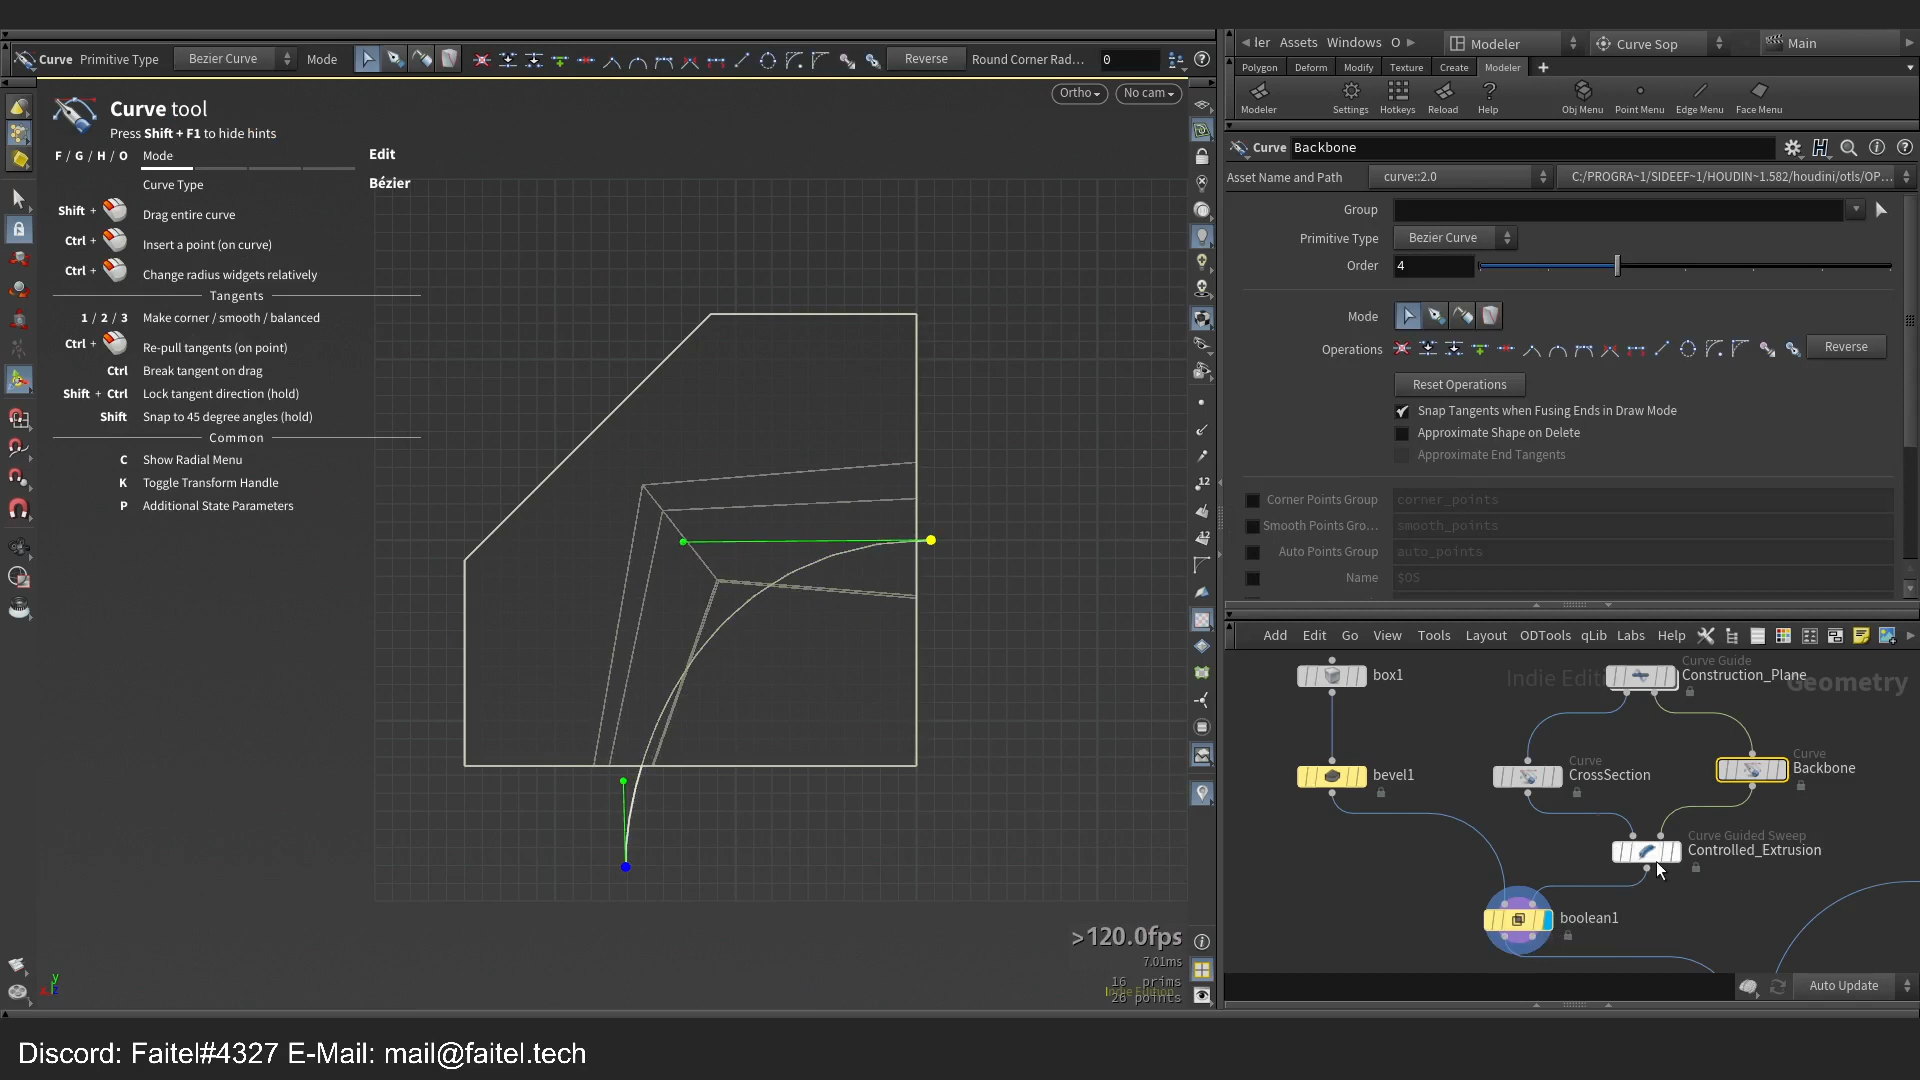 Curve Primitive Type Bezier Curve Mode Reverse Round Corner Rad... 0
Curve tool
Press Shift + F1 to hide hints
F / G / H / O Mode Edit
Curve Type Bézier
Shift + Drag entire curve
Ctrl + Insert a point (on curve)
Ctrl + Change radius widgets relatively
Tangents
1 / 2 / 3 Make corner / smooth / balanced
Ctrl + Re-pull tangents (on point)
Ctrl Break tangent on drag
Shift + Ctrl Lock tangent direction (hold)
Shift Snap to 45 degree angles (hold)
Common
C Show Radial Menu
K Toggle Transform Handle
P Additional State Parameters
Ortho No cam
12
12
>120.0fps
7.01ms
16 prims
26 points
Indie Edition
y
ler Assets Windows O Modeler Curve Sop Main
Polygon Deform Modify Texture Create Modeler
Modeler Settings Hotkeys Reload Help Obj Menu Point Menu Edge Menu Face Menu
Curve Backbone
Asset Name and Path curve::2.0 C:/PROGRA~1/SIDEEF~1/HOUDIN~1.582/houdini/otls/OP...
Group
Primitive Type Bezier Curve
Order 4
Mode
Operations Reverse
Reset Operations
Snap Tangents when Fusing Ends in Draw Mode
Approximate Shape on Delete
Approximate End Tangents
Corner Points Group corner_points
Smooth Points Gro... smooth_points
Auto Points Group auto_points
Name $OS
Add Edit Go View Tools Layout ODTools qLib Labs Help
Indie Edition
Geometry
box1
Curve Guide
Construction_Plane
bevel1
Curve
CrossSection
Curve
Backbone
Curve Guided Sweep
Controlled_Extrusion
boolean1
Auto Update
Discord: Faitel#4327 E-Mail: mail@faitel.tech